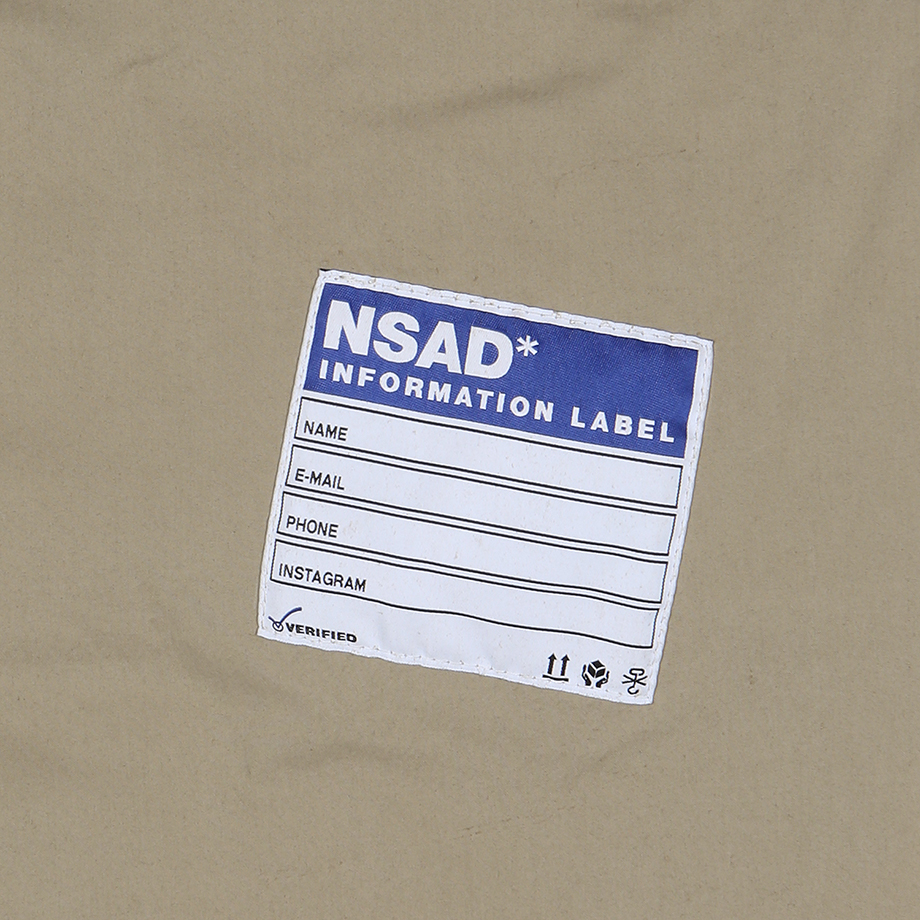 NSAD*
INFORMATION LABEL
NAME
E-MAIL
PHONE
INSTAGRAM
VERIFIED